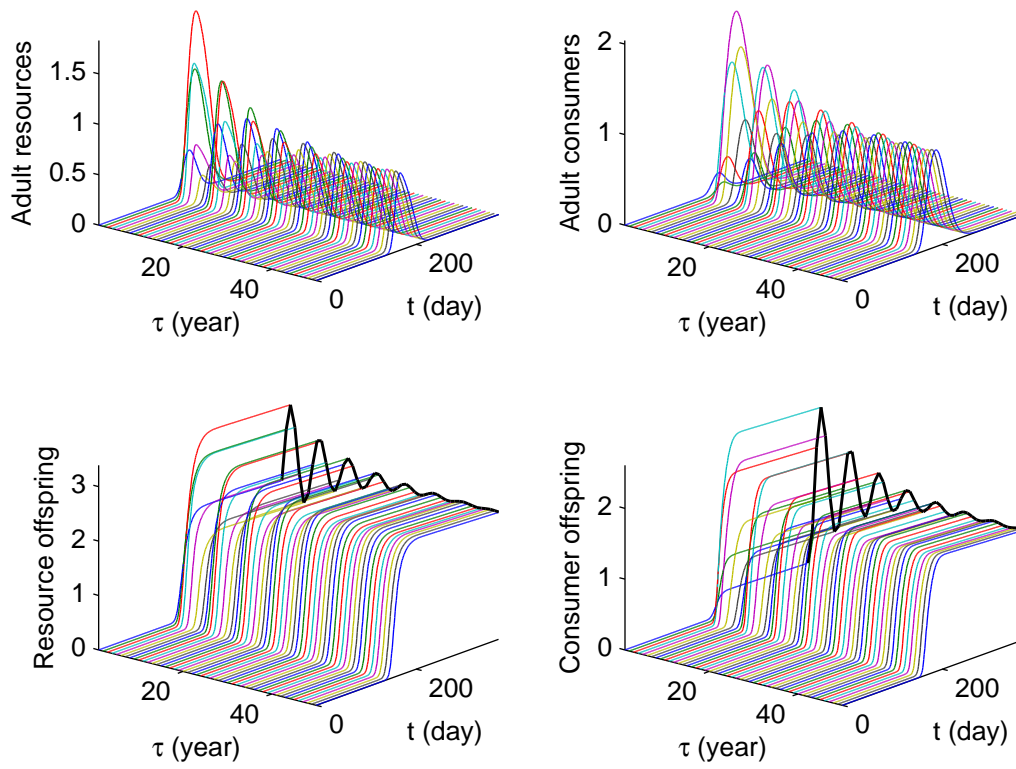 Adult resources
1.5
1
0.5
0
20
40
τ (year)
0
200
t (day)
Adult consumers
2
1
0
20
40
τ (year)
0
200
t (day)
Resource offspring
3
2
1
0
20
40
τ (year)
0
200
t (day)
Consumer offspring
2
1
0
20
40
τ (year)
0
200
t (day)